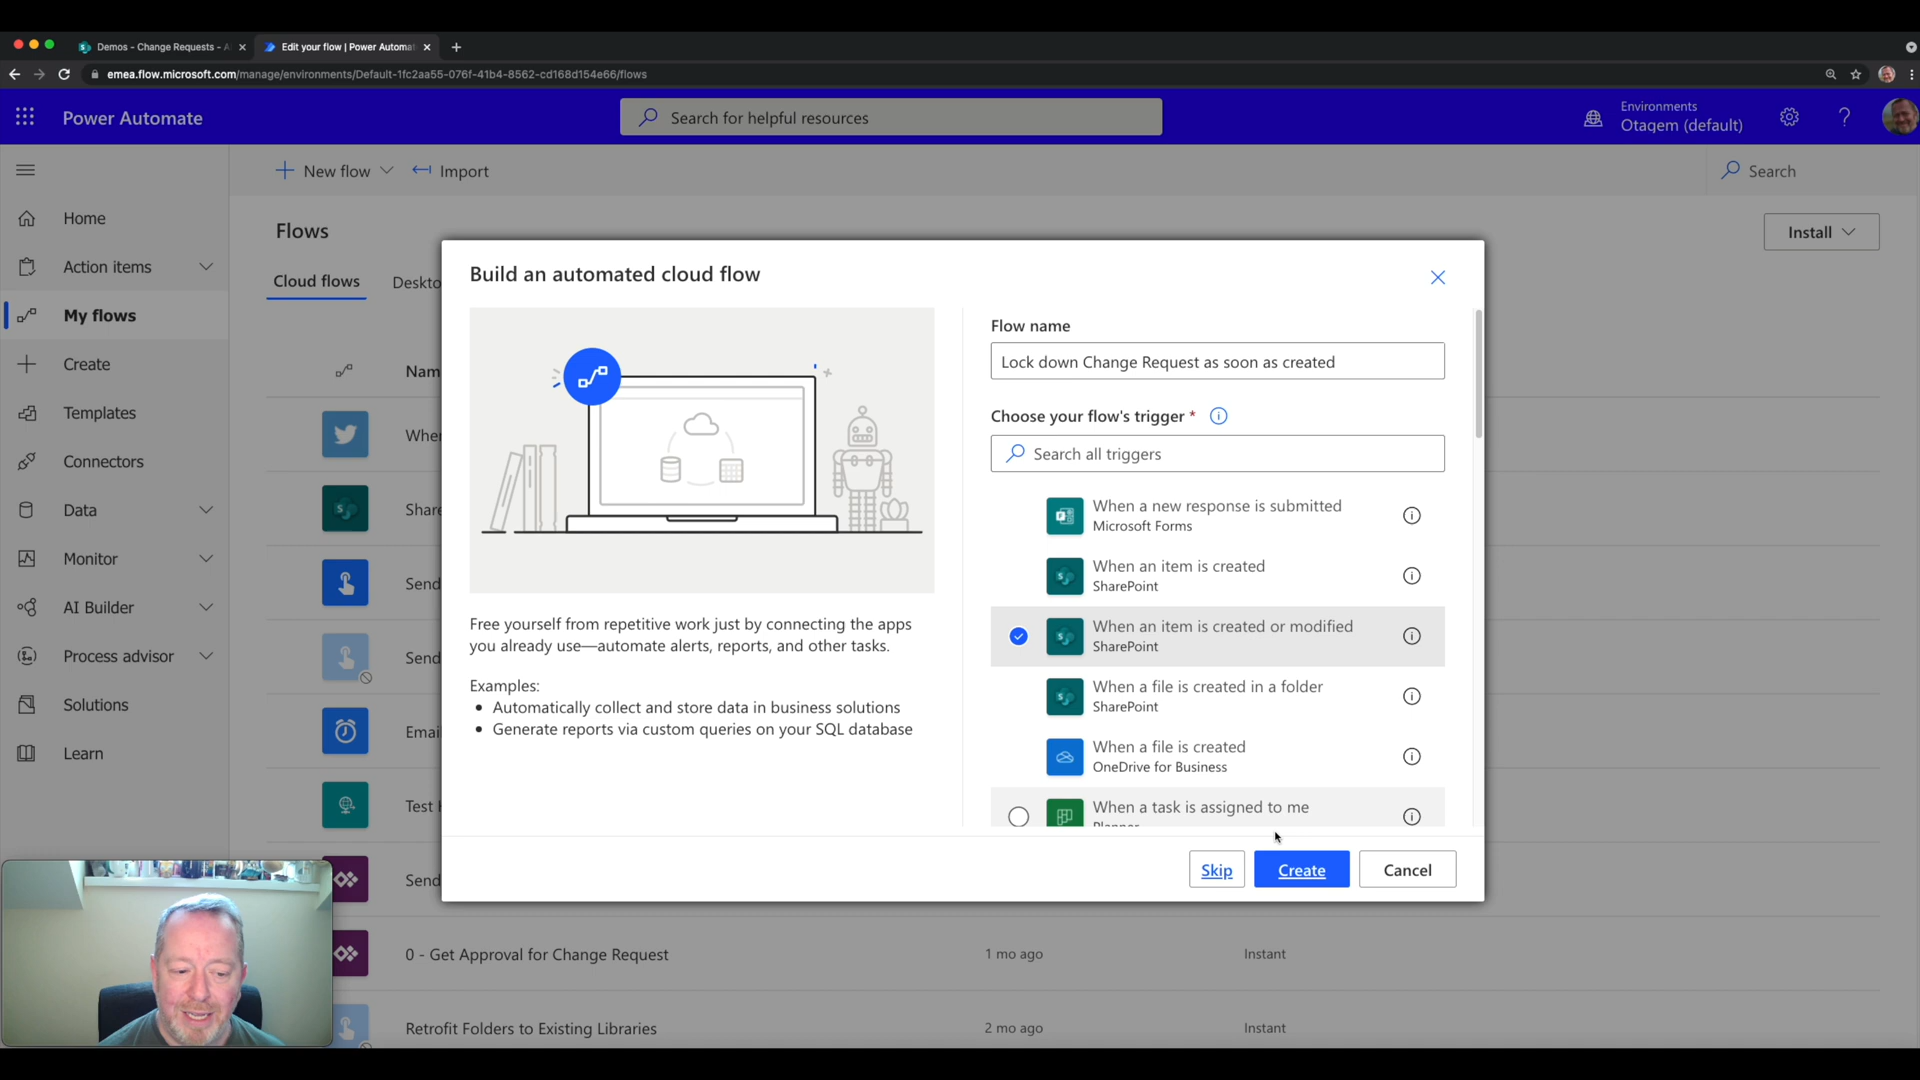 Demos - Change Requests - A
Edit your flow | Power Automa
emea.flow.microsoft.com/manage/environments/Default-1fc2aa55-076f-41b4-8562-cd168d154e66/flows
Power Automate
Search for helpful resources
Environments
Otaqem (default)
New flow
Import
Search
Home
Action items
My flows
Create
Templates
Connectors
Data
Monitor
AI Builder
Process advisor
Solutions
Learn
Flows
Install
Cloud flows
Deskto
Nam
Wher
Share
Send
Send
Emai
Test H
Send
0 - Get Approval for Change Request
1 mo ago
Instant
Retrofit Folders to Existing Libraries
2 mo ago
Instant
Build an automated cloud flow
Free yourself from repetitive work just by connecting the apps
you already use—automate alerts, reports, and other tasks.
Examples:
• Automatically collect and store data in business solutions
• Generate reports via custom queries on your SQL database
Flow name
Lock down Change Request as soon as created
Choose your flow's trigger *
Search all triggers
When a new response is submitted
Microsoft Forms
When an item is created
SharePoint
When an item is created or modified
SharePoint
When a file is created in a folder
SharePoint
When a file is created
OneDrive for Business
When a task is assigned to me
Planner
Skip
Create
Cancel